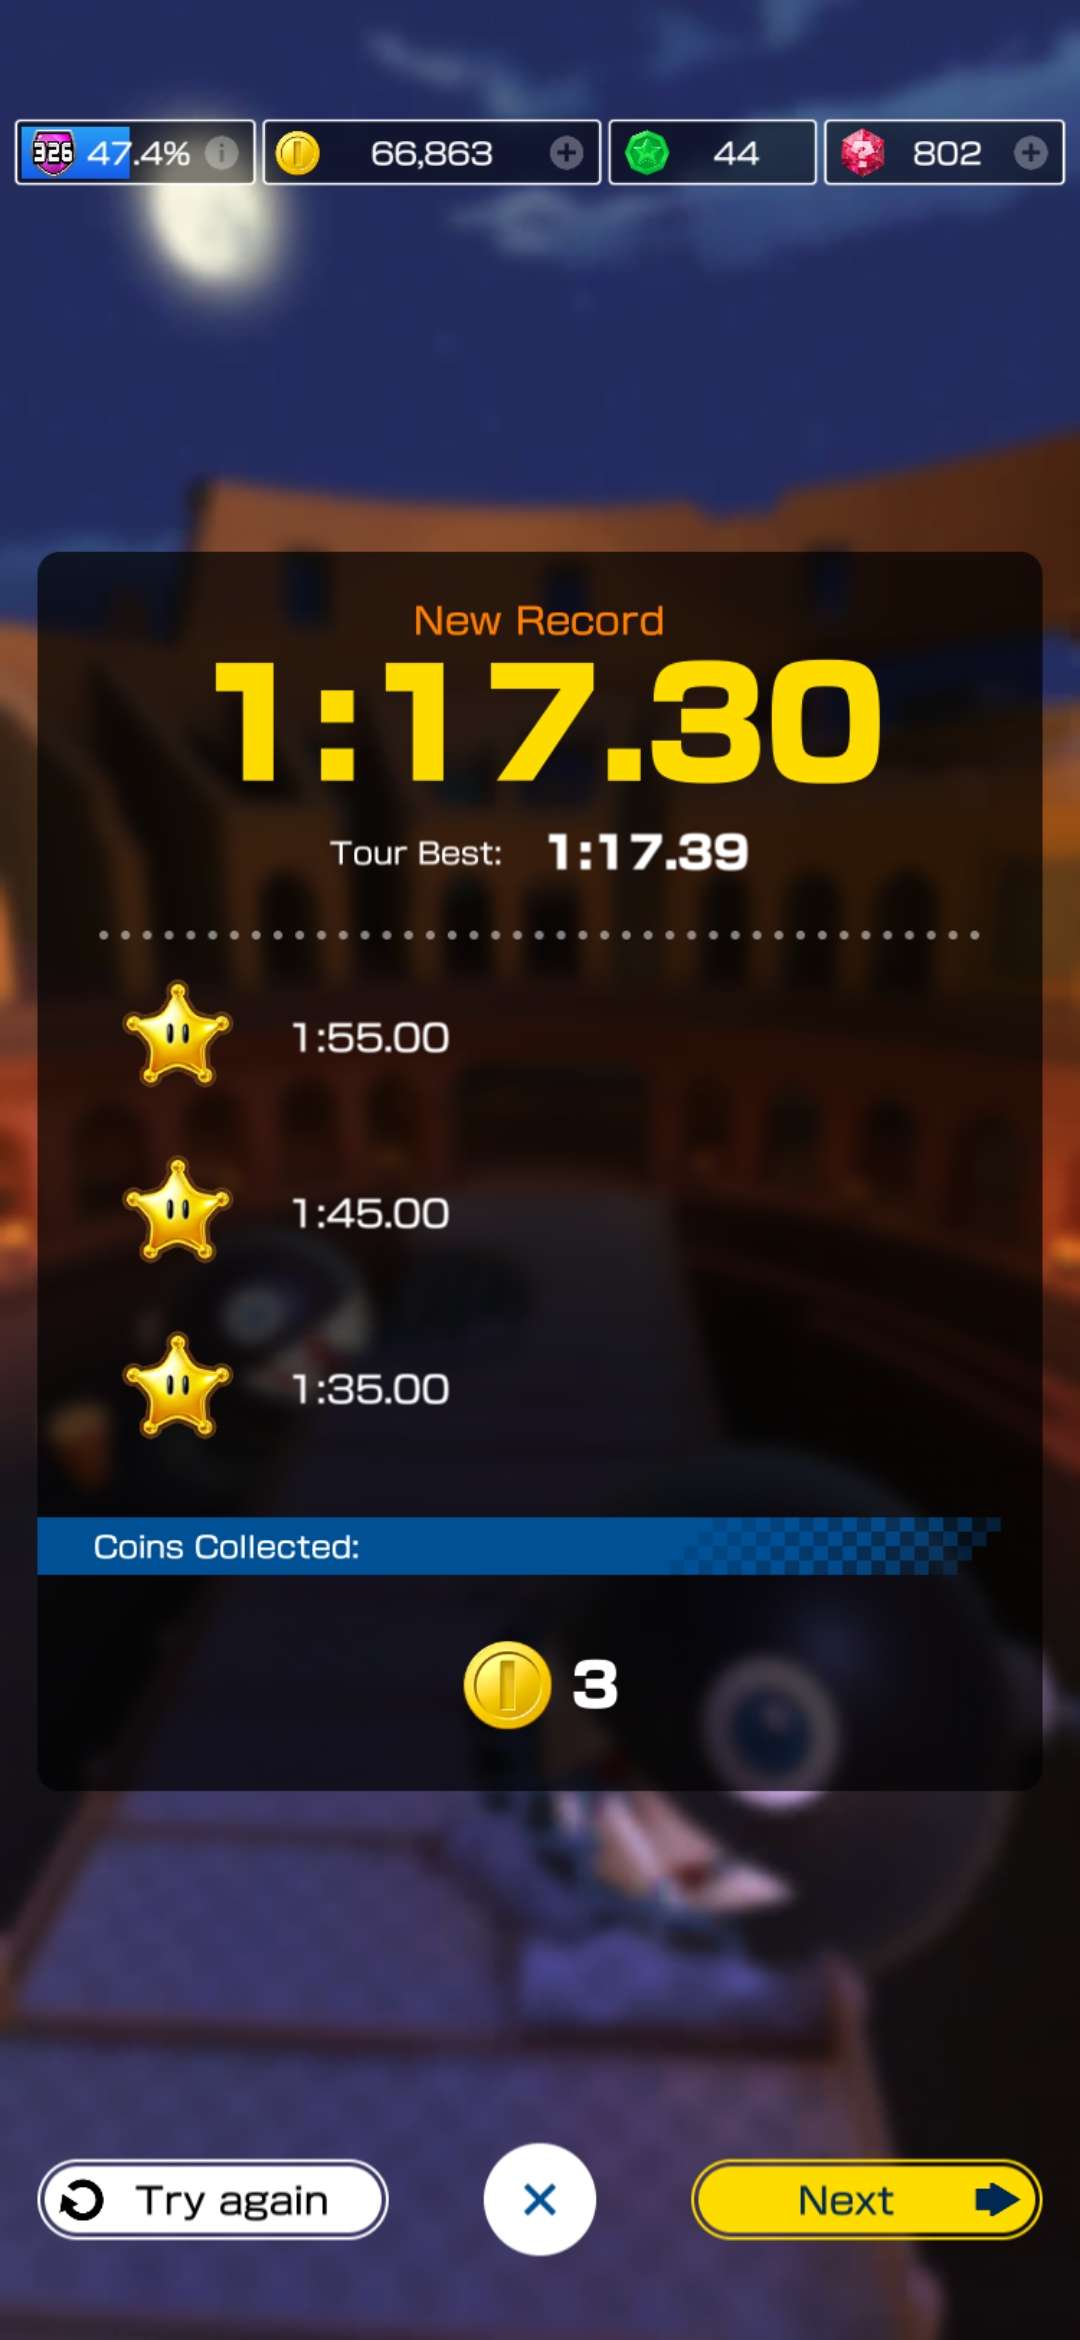 326 47.4% i 66,863 + 44 ? 802 +
New Record
1:17.30
Tour Best: 1:17.39
1:55.00
1:45.00
1:35.00
Coins Collected:
3
Try again × Next